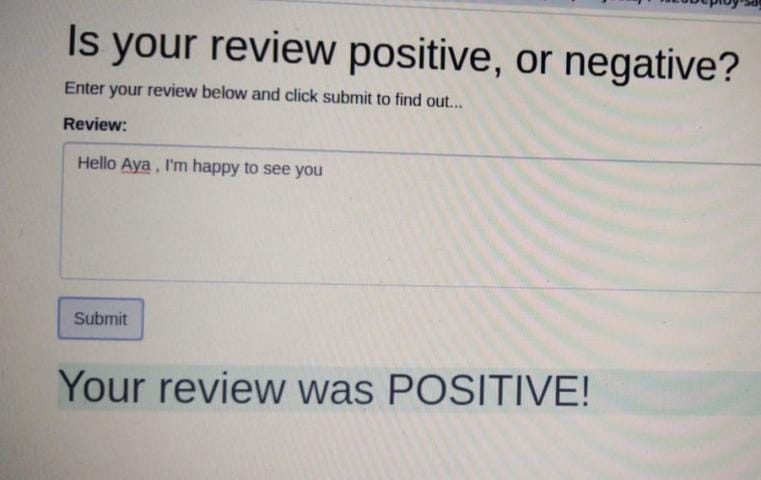 Is your review positive, or negative?
Enter your review below and click submit to find out...
Review:
Hello Aya , I'm happy to see you
Submit
Your review was POSITIVE!